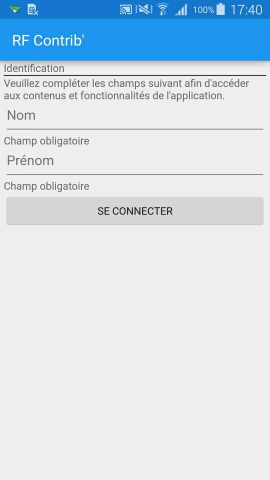 100% 17:40
RF Contrib'
Identification
Veuillez compléter les champs suivant afin d'accéder
aux contenus et fonctionnalités de l'application.
Nom
Champ obligatoire
Prénom
Champ obligatoire
SE CONNECTER